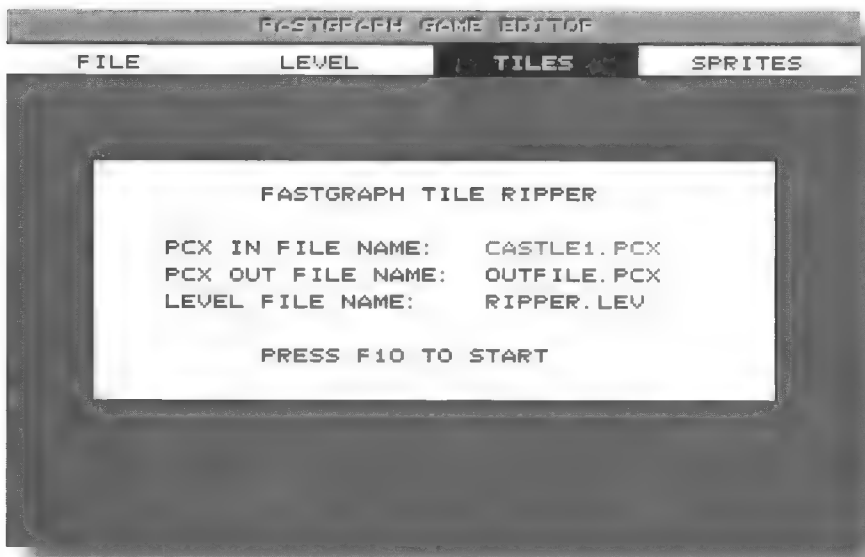 FASTGRAPH GAME EDITOR
FILE LEVEL TILES SPRITES
FASTGRAPH TILE RIPPER
PCX IN FILE NAME: CASTLE1.PCX
PCX OUT FILE NAME: OUTFILE.PCX
LEVEL FILE NAME: RIPPER.LEV
PRESS F10 TO START